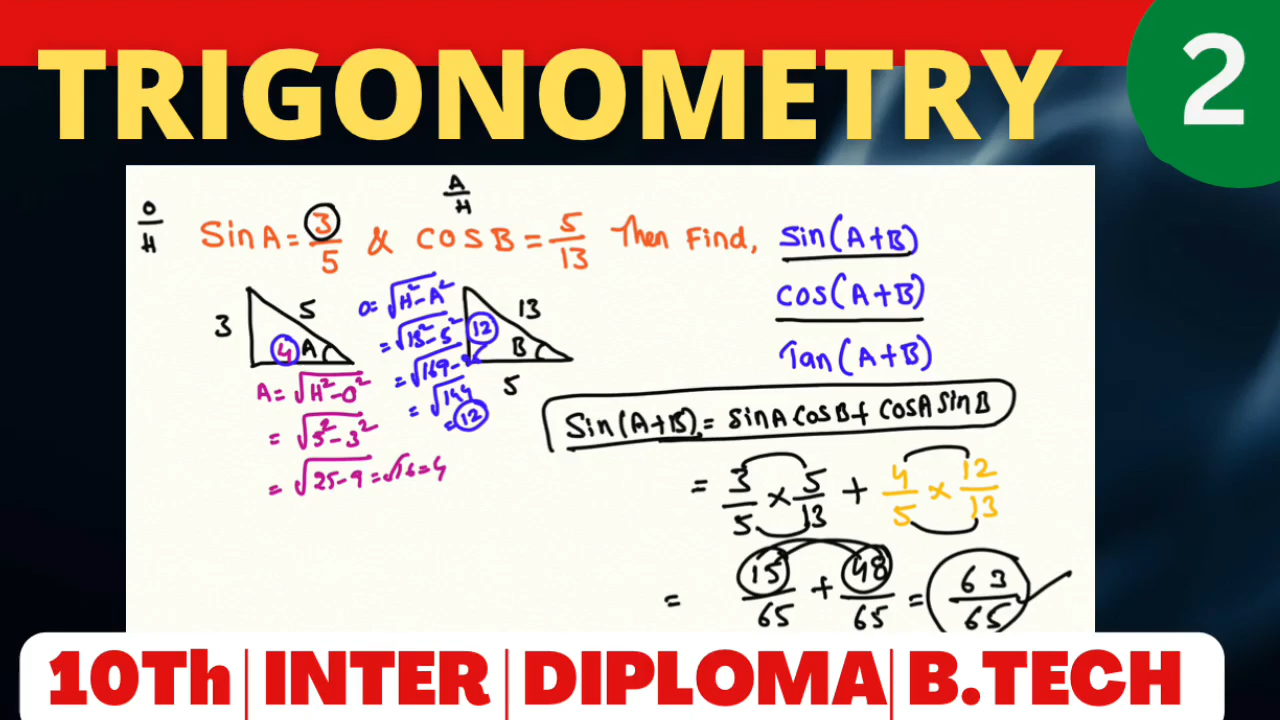 TRIGONOMETRY
2
O/H
A/H
Sin A = 3/5 & COS B = 5/13 Then Find, Sin(A+B)
COS(A+B)
Tan(A+B)
3 5 4 A
13 12 B 5
O = √H²-A²
= √13²-5²
= √169-
= √144
= 12
A = √H²-O²
= √5²-3²
= √25-9 = √16 = 4
Sin(A+B) = SinA COSB + COSA SinB
= 3/5 × 5/13 + 4/5 × 12/13
= 15/65 + 48/65 = 63/65
10Th | INTER | DIPLOMA | B.TECH